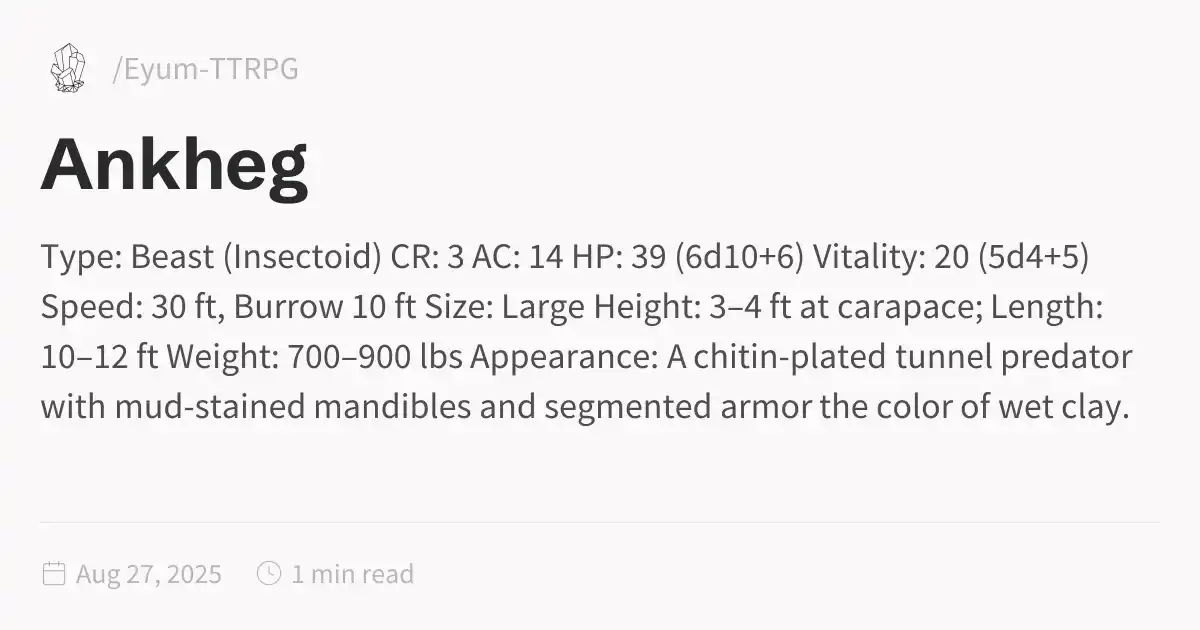 /Eyum-TTRPG
Ankheg
Type: Beast (Insectoid) CR: 3 AC: 14 HP: 39 (6d10+6) Vitality: 20 (5d4+5)
Speed: 30 ft, Burrow 10 ft Size: Large Height: 3–4 ft at carapace; Length:
10–12 ft Weight: 700–900 lbs Appearance: A chitin-plated tunnel predator
with mud-stained mandibles and segmented armor the color of wet clay.
Aug 27, 2025 1 min read